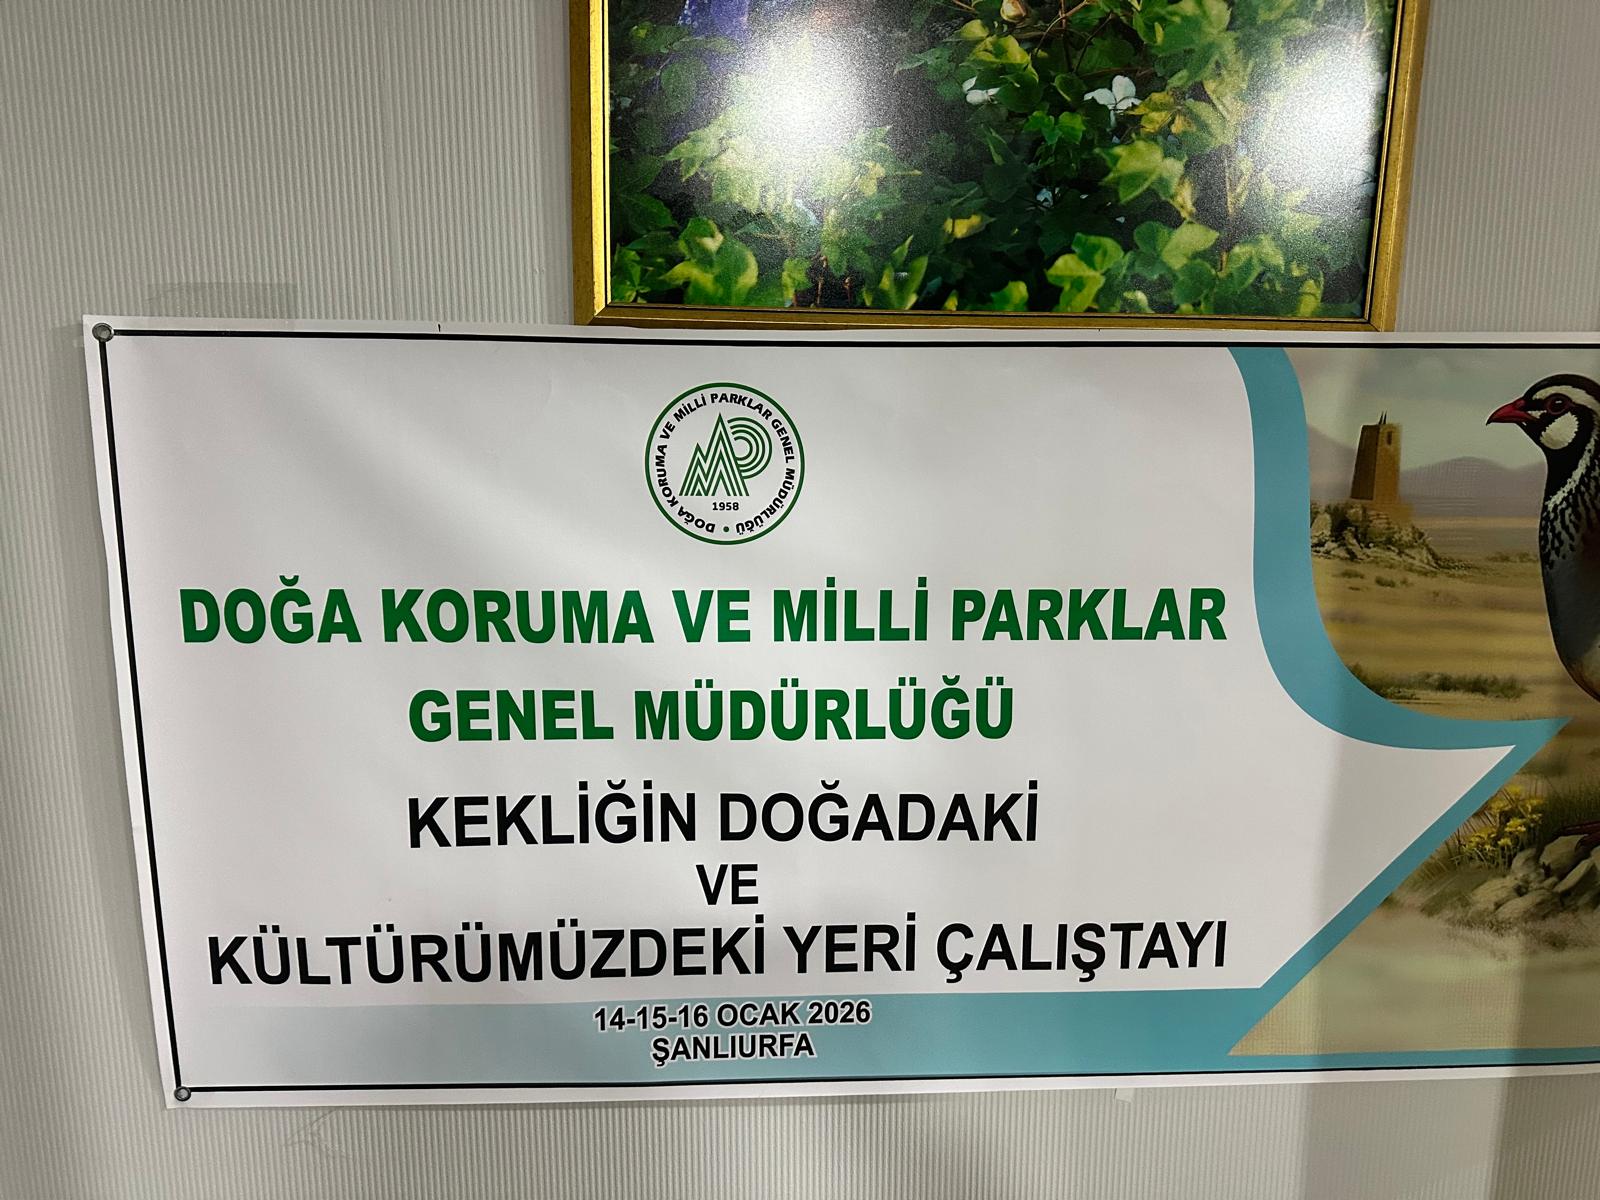 DOĞA KORUMA VE MİLLİ PARKLAR GENEL MÜDÜRLÜĞÜ
1958
DOĞA KORUMA VE MİLLİ PARKLAR
GENEL MÜDÜRLÜĞÜ
KEKLİĞİN DOĞADAKİ
VE
KÜLTÜRÜMÜZDEKİ YERİ ÇALIŞTAYI
14-15-16 OCAK 2026
ŞANLIURFA